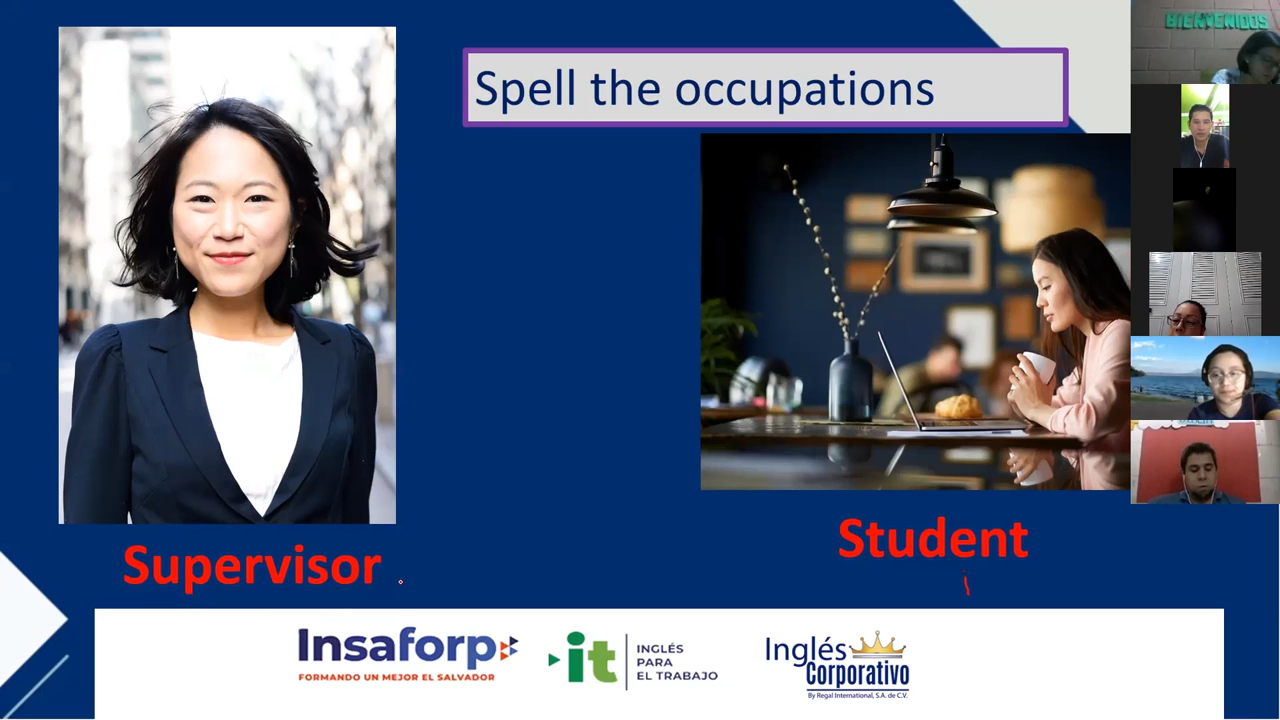 Spell the occupations
BIENVENIDOS
Supervisor
Student
Insaforp
FORMANDO UN MEJOR EL SALVADOR
it
INGLÉS
PARA
EL TRABAJO
Inglés
Corporativo
By Regal International, S.A. de C.V.